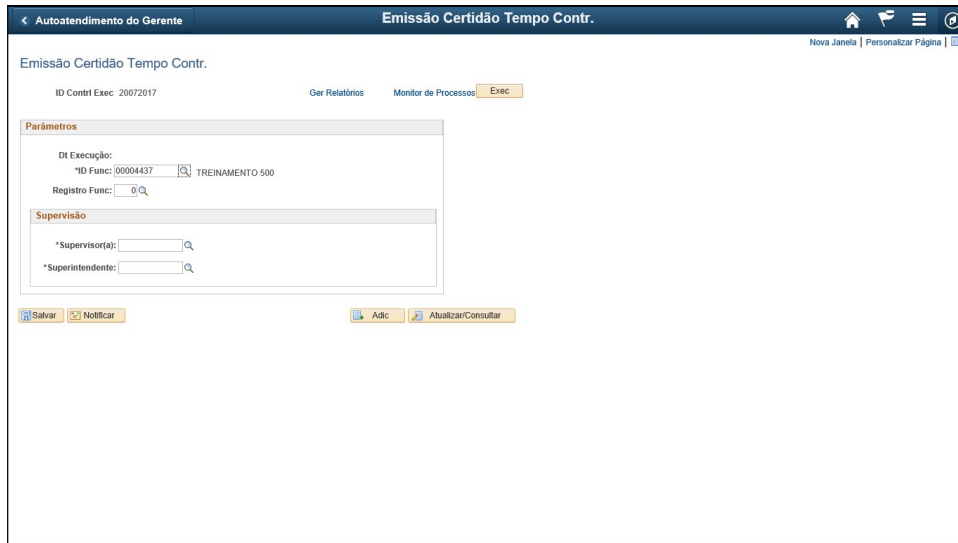 Autoatendimento do Gerente
Emissão Certidão Tempo Contr.
Nova Janela | Personalizar Página |
Emissão Certidão Tempo Contr.
ID Contrl Exec 20072017 Ger Relatórios Monitor de Processos Exec
Parâmetros
Dt Execução:
*ID Func: 00004437 TREINAMENTO 500
Registro Func: 0
Supervisão
*Supervisor(a):
*Superintendente:
Salvar Notificar Adic Atualizar/Consultar